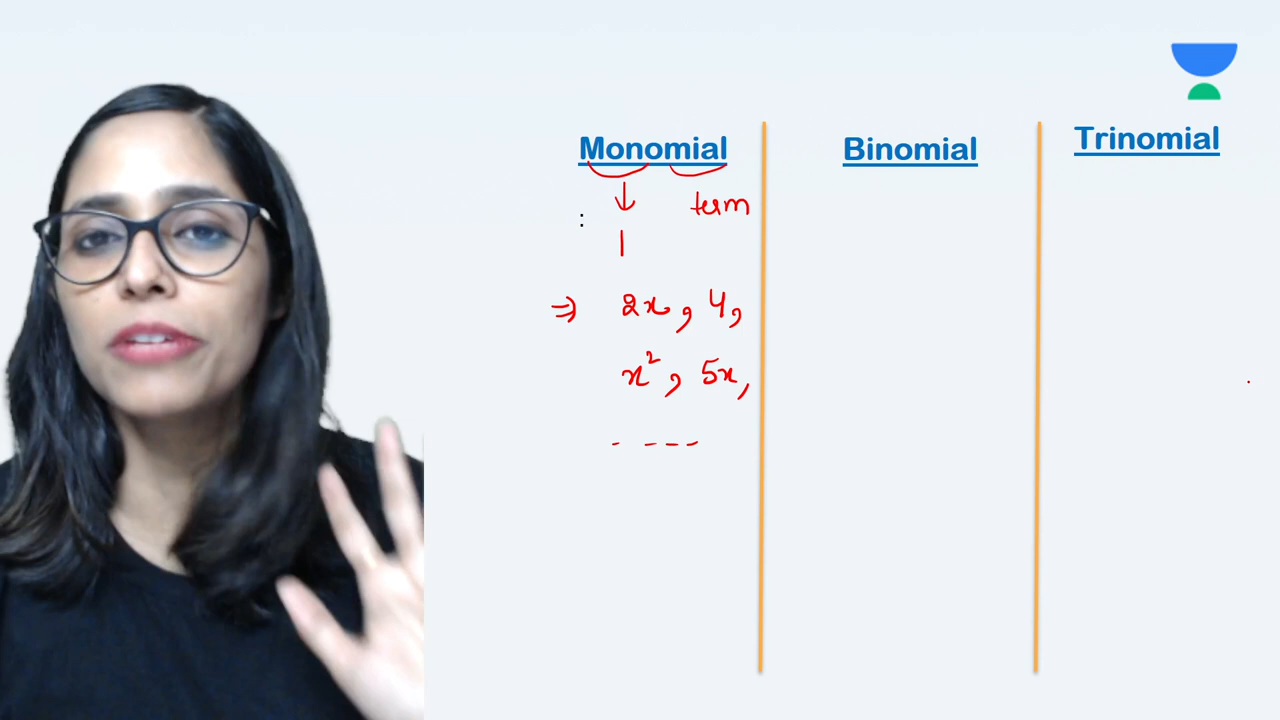 Monomial Binomial Trinomial
term
:
1
⇒ 2x, 4,
x², 5x,
- - - -